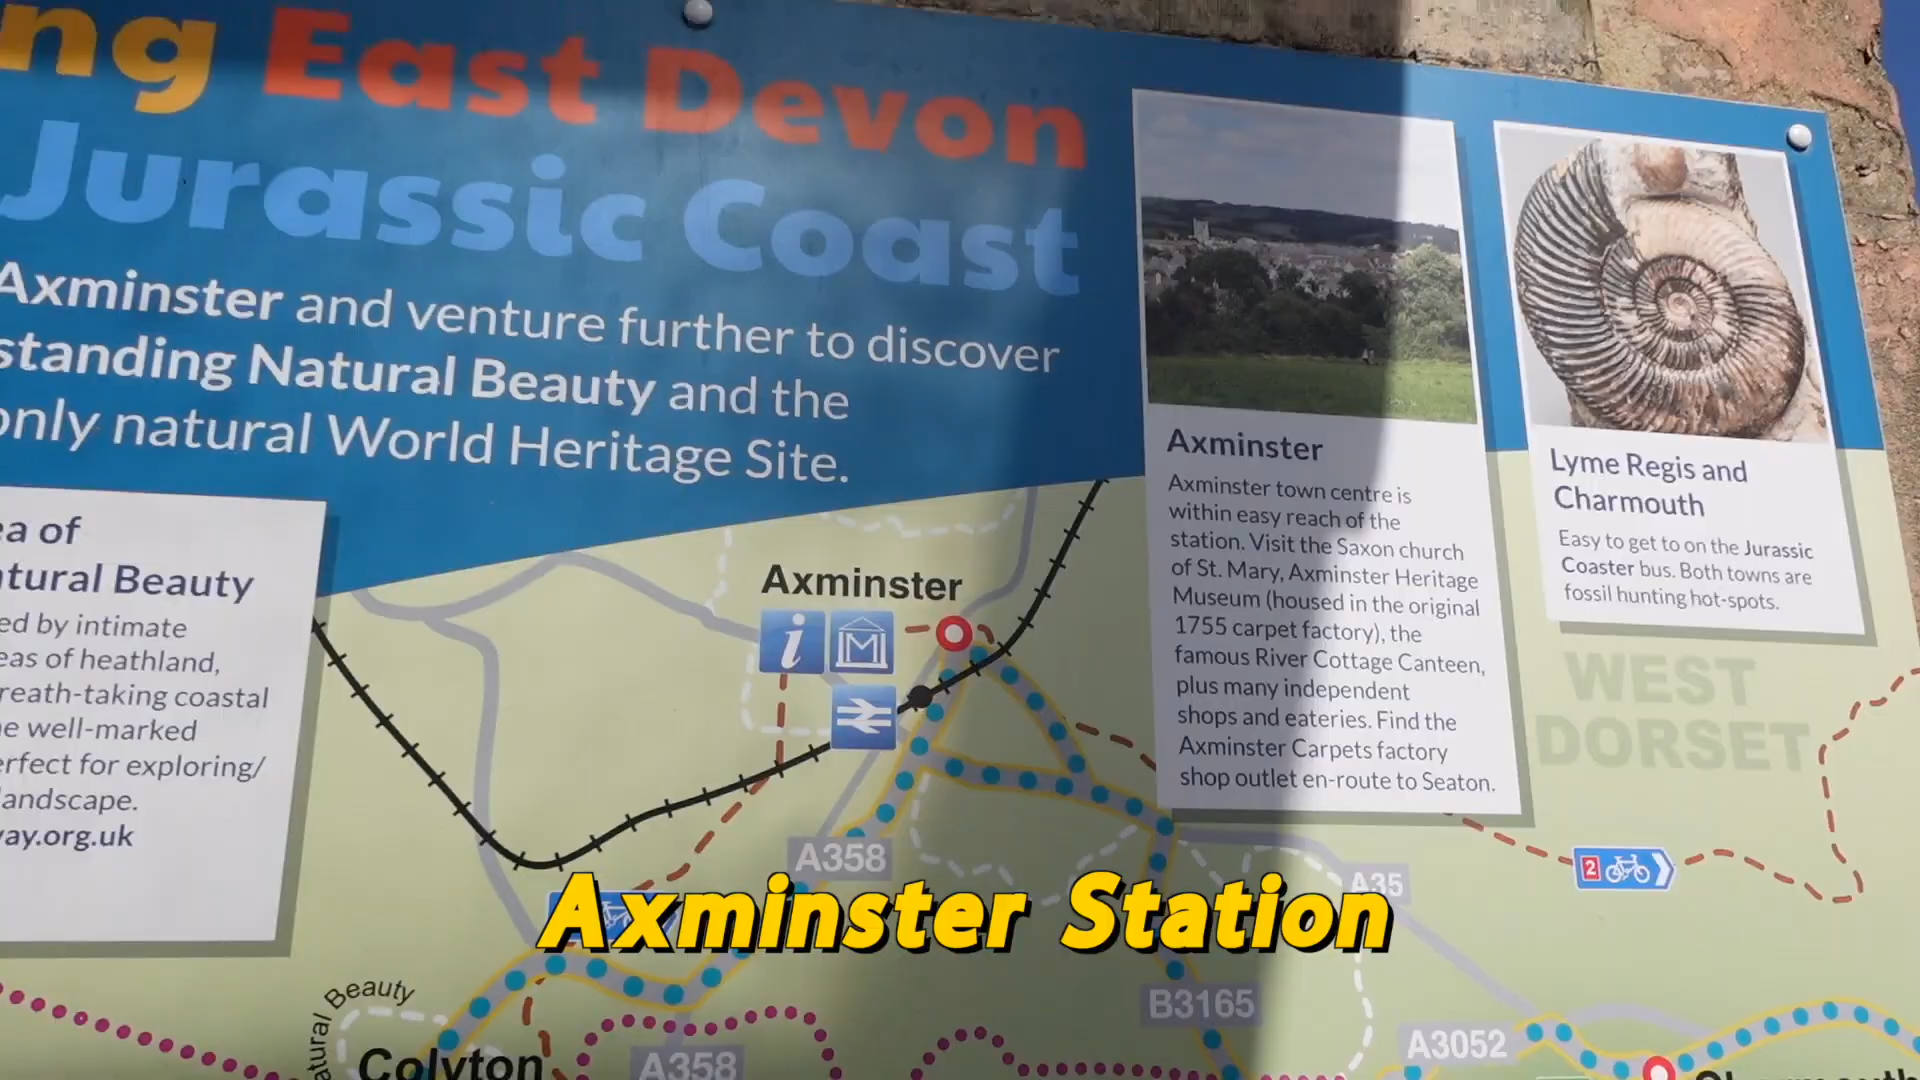 ng East Devon
Jurassic Coast
Axminster and venture further to discover
standing Natural Beauty and the
only natural World Heritage Site.
ea of
atural Beauty
ed by intimate
eas of heathland,
reath-taking coastal
e well-marked
erfect for exploring/
landscape.
way.org.uk
Axminster
Axminster town centre is
within easy reach of the
station. Visit the Saxon church
of St. Mary, Axminster Heritage
Museum (housed in the original
1755 carpet factory), the
famous River Cottage Canteen,
plus many independent
shops and eateries. Find the
Axminster Carpets factory
shop outlet en-route to Seaton.
Lyme Regis and
Charmouth
Easy to get to on the Jurassic
Coaster bus. Both towns are
fossil hunting hot-spots.
WEST
DORSET
Axminster
i M
A358
A35
2
Axminster Station
B3165
A3052
Natural Beauty
Colyton
A358